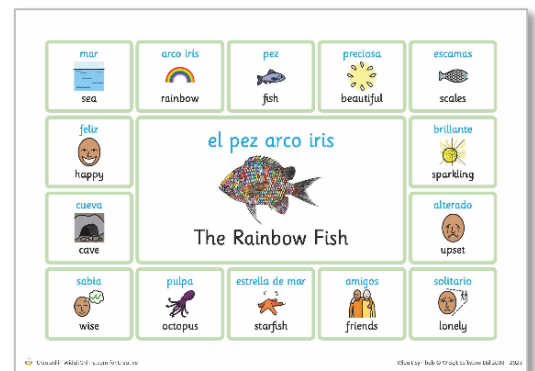 mar
sea
arco iris
rainbow
pez
fish
preciosa
beautiful
escamas
scales
feliz
happy
el pez arco iris
The Rainbow Fish
brillante
sparkling
cueva
cave
alterado
upset
sabia
wise
pulpa
octopus
estrella de mar
starfish
amigos
friends
solitario
lonely